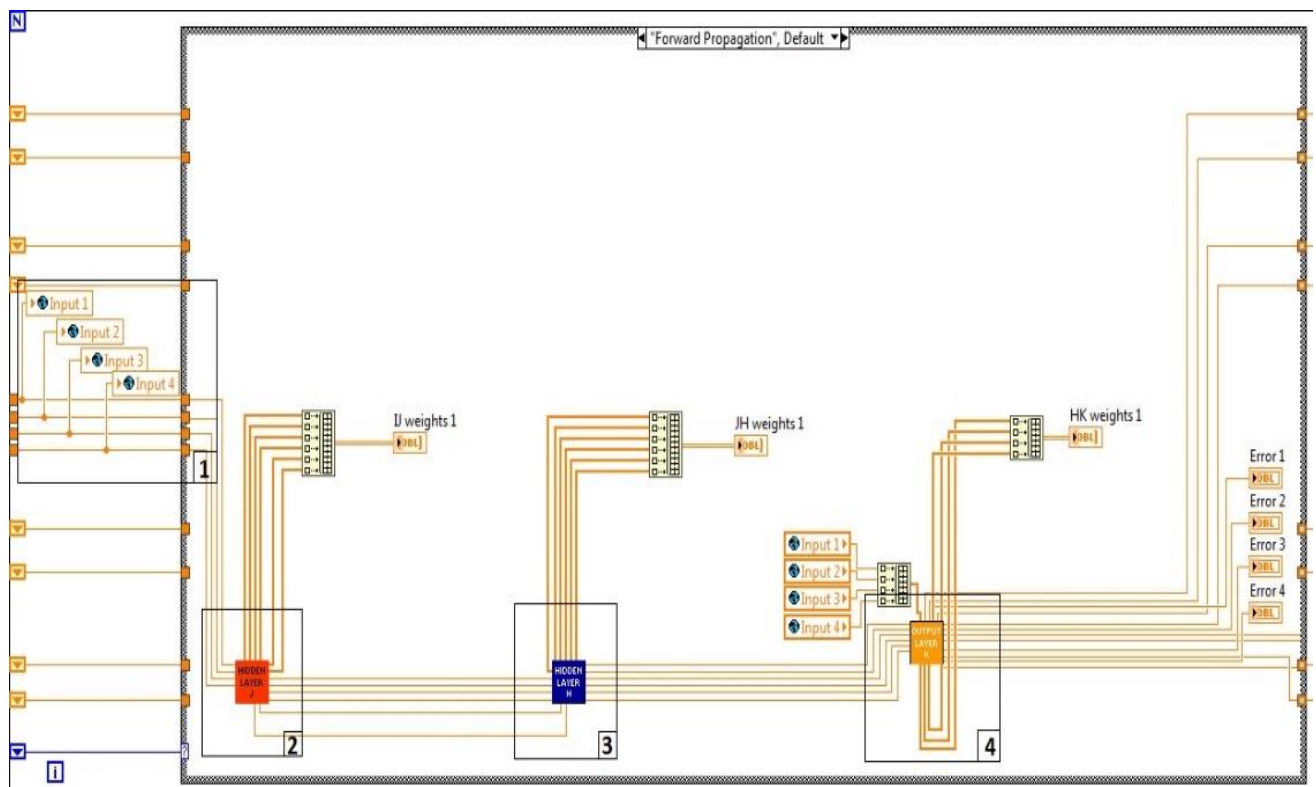 N
"Forward Propagation", Default
Input 1
Input 2
Input 3
Input 4
1
IJ weights 1
DBL]
JH weights 1
DBL]
HK weights 1
DBL]
Error 1
DBL
Error 2
DBL
Error 3
DBL
Error 4
DBL
Input 1
Input 2
Input 3
Input 4
HIDDEN
LAYER
J
2
HIDDEN
LAYER
H
3
OUTPUT
LAYER
K
4
?
i